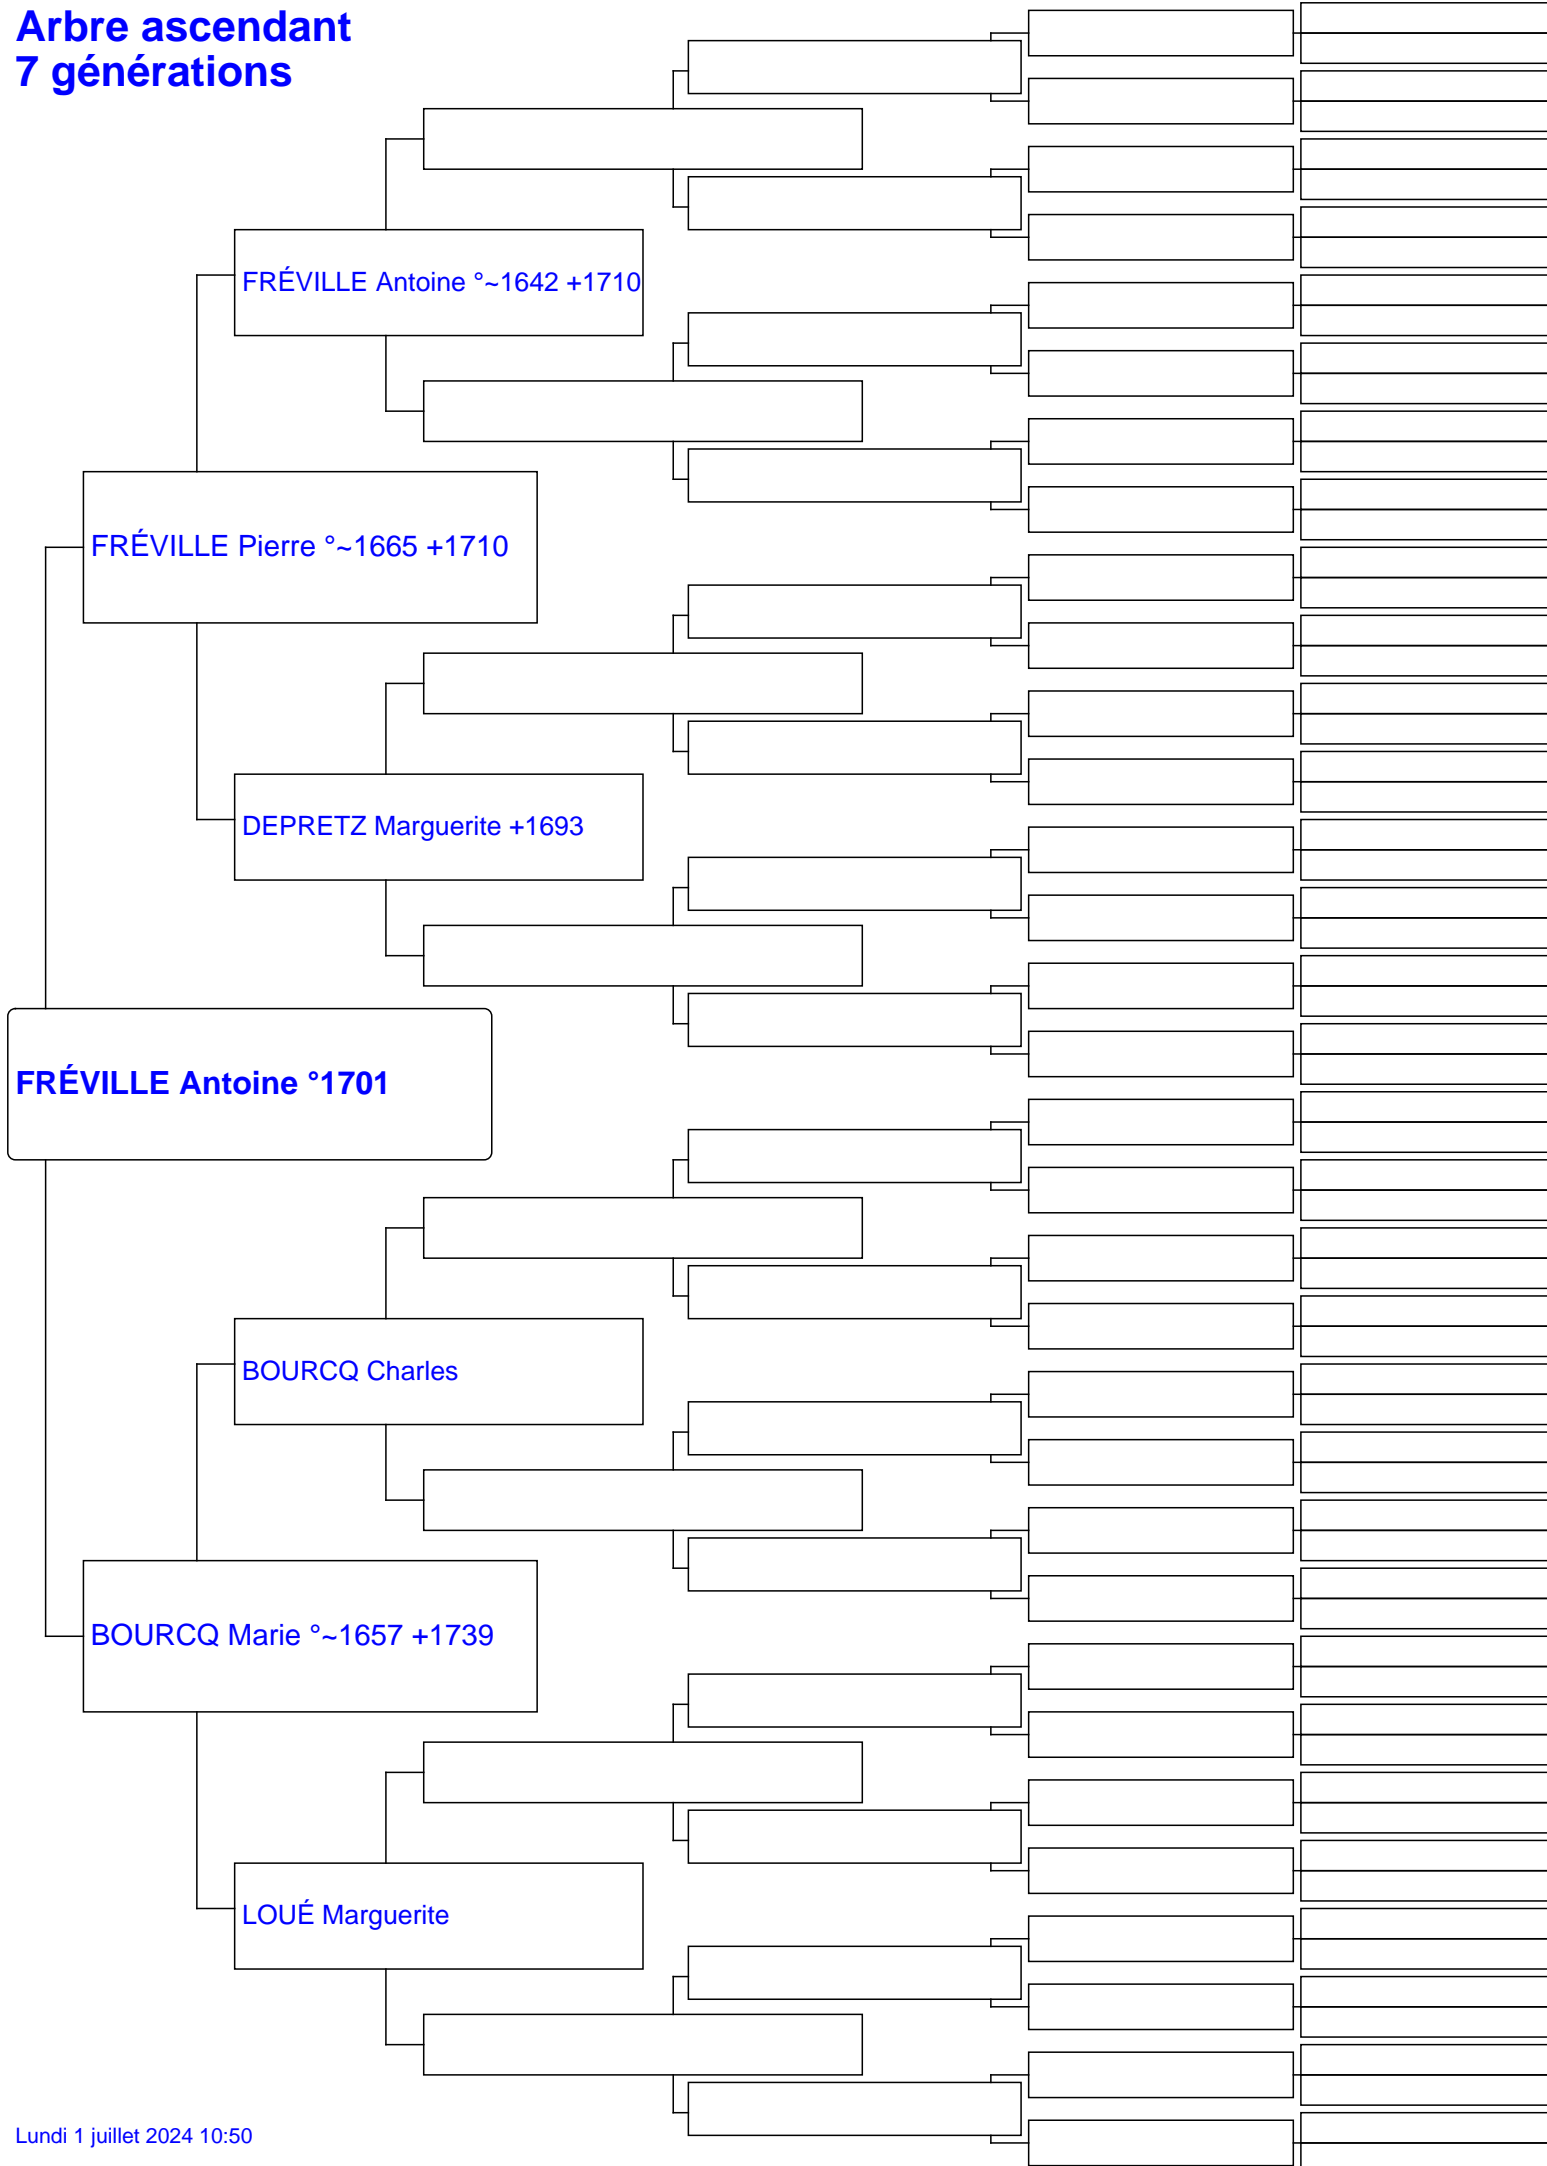 Arbre ascendant
7 générations
FRÉVILLE Antoine °~1642 +1710
FRÉVILLE Pierre °~1665 +1710
DEPRETZ Marguerite +1693
FRÉVILLE Antoine °1701
BOURCQ Charles
BOURCQ Marie °~1657 +1739
LOUÉ Marguerite
Lundi 1 juillet 2024 10:50